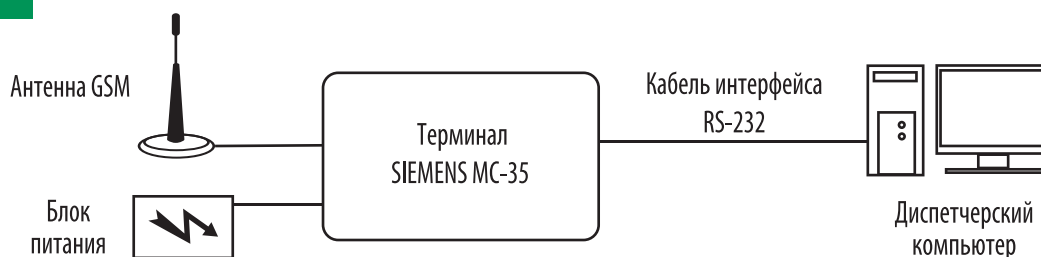 Антенна GSM
Блок
питания
Терминал
SIEMENS MC-35
Кабель интерфейса
RS-232
Диспетчерский
компьютер